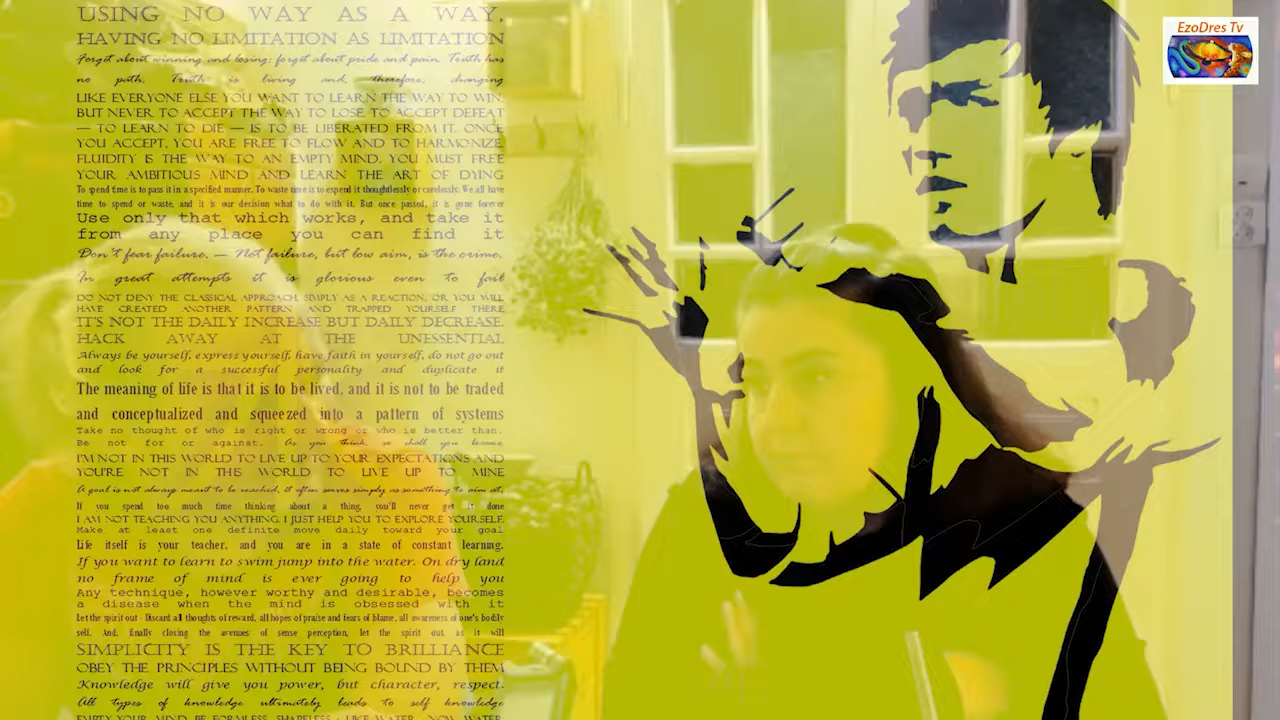 EzoDres Tv
USING NO WAY AS A WAY,
HAVING NO LIMITATION AS LIMITATION
Forget about winning and losing; forget about pride and pain. Truth has
no path. Truth is living and, therefore, changing
LIKE EVERYONE ELSE YOU WANT TO LEARN THE WAY TO WIN.
BUT NEVER TO ACCEPT THE WAY TO LOSE. TO ACCEPT DEFEAT
— TO LEARN TO DIE — IS TO BE LIBERATED FROM IT. ONCE
YOU ACCEPT, YOU ARE FREE TO FLOW AND TO HARMONIZE.
FLUIDITY IS THE WAY TO AN EMPTY MIND. YOU MUST FREE
YOUR AMBITIOUS MIND AND LEARN THE ART OF DYING
To spend time is to pass it in a specified manner. To waste time is to expend it thoughtlessly or carelessly. We all have
time to spend or waste, and it is our decision what to do with it. But once passed, it is gone forever
Use only that which works, and take it
from any place you can find it
Don't fear failure. — Not failure, but low aim, is the crime.
In great attempts it is glorious even to fail
DO NOT DENY THE CLASSICAL APPROACH, SIMPLY AS A REACTION, OR YOU WILL
HAVE CREATED ANOTHER PATTERN AND TRAPPED YOURSELF THERE
IT'S NOT THE DAILY INCREASE BUT DAILY DECREASE.
HACK AWAY AT THE UNESSENTIAL
Always be yourself, express yourself, have faith in yourself, do not go out
and look for a successful personality and duplicate it
The meaning of life is that it is to be lived, and it is not to be traded
and conceptualized and squeezed into a pattern of systems
Take no thought of who is right or wrong or who is better than.
Be not for or against. As you think, so shall you become
I'M NOT IN THIS WORLD TO LIVE UP TO YOUR EXPECTATIONS AND
YOU'RE NOT IN THIS WORLD TO LIVE UP TO MINE
A goal is not always meant to be reached, it often serves simply as something to aim at.
If you spend too much time thinking about a thing, you'll never get it done
I AM NOT TEACHING YOU ANYTHING. I JUST HELP YOU TO EXPLORE YOURSELF.
Make at least one definite move daily toward your goal
Life itself is your teacher, and you are in a state of constant learning.
If you want to learn to swim jump into the water. On dry land
no frame of mind is ever going to help you
Any technique, however worthy and desirable, becomes
a disease when the mind is obsessed with it
Let the spirit out - Discard all thoughts of reward, all hopes of praise and fears of blame, all awareness of one's bodily
self. And, finally closing the avenues of sense perception, let the spirit out, as it will
SIMPLICITY IS THE KEY TO BRILLIANCE
OBEY THE PRINCIPLES WITHOUT BEING BOUND BY THEM
Knowledge will give you power, but character, respect.
All types of knowledge ultimately leads to self knowledge
EMPTY YOUR MIND, BE FORMLESS, SHAPELESS - LIKE WATER. NOW WATER